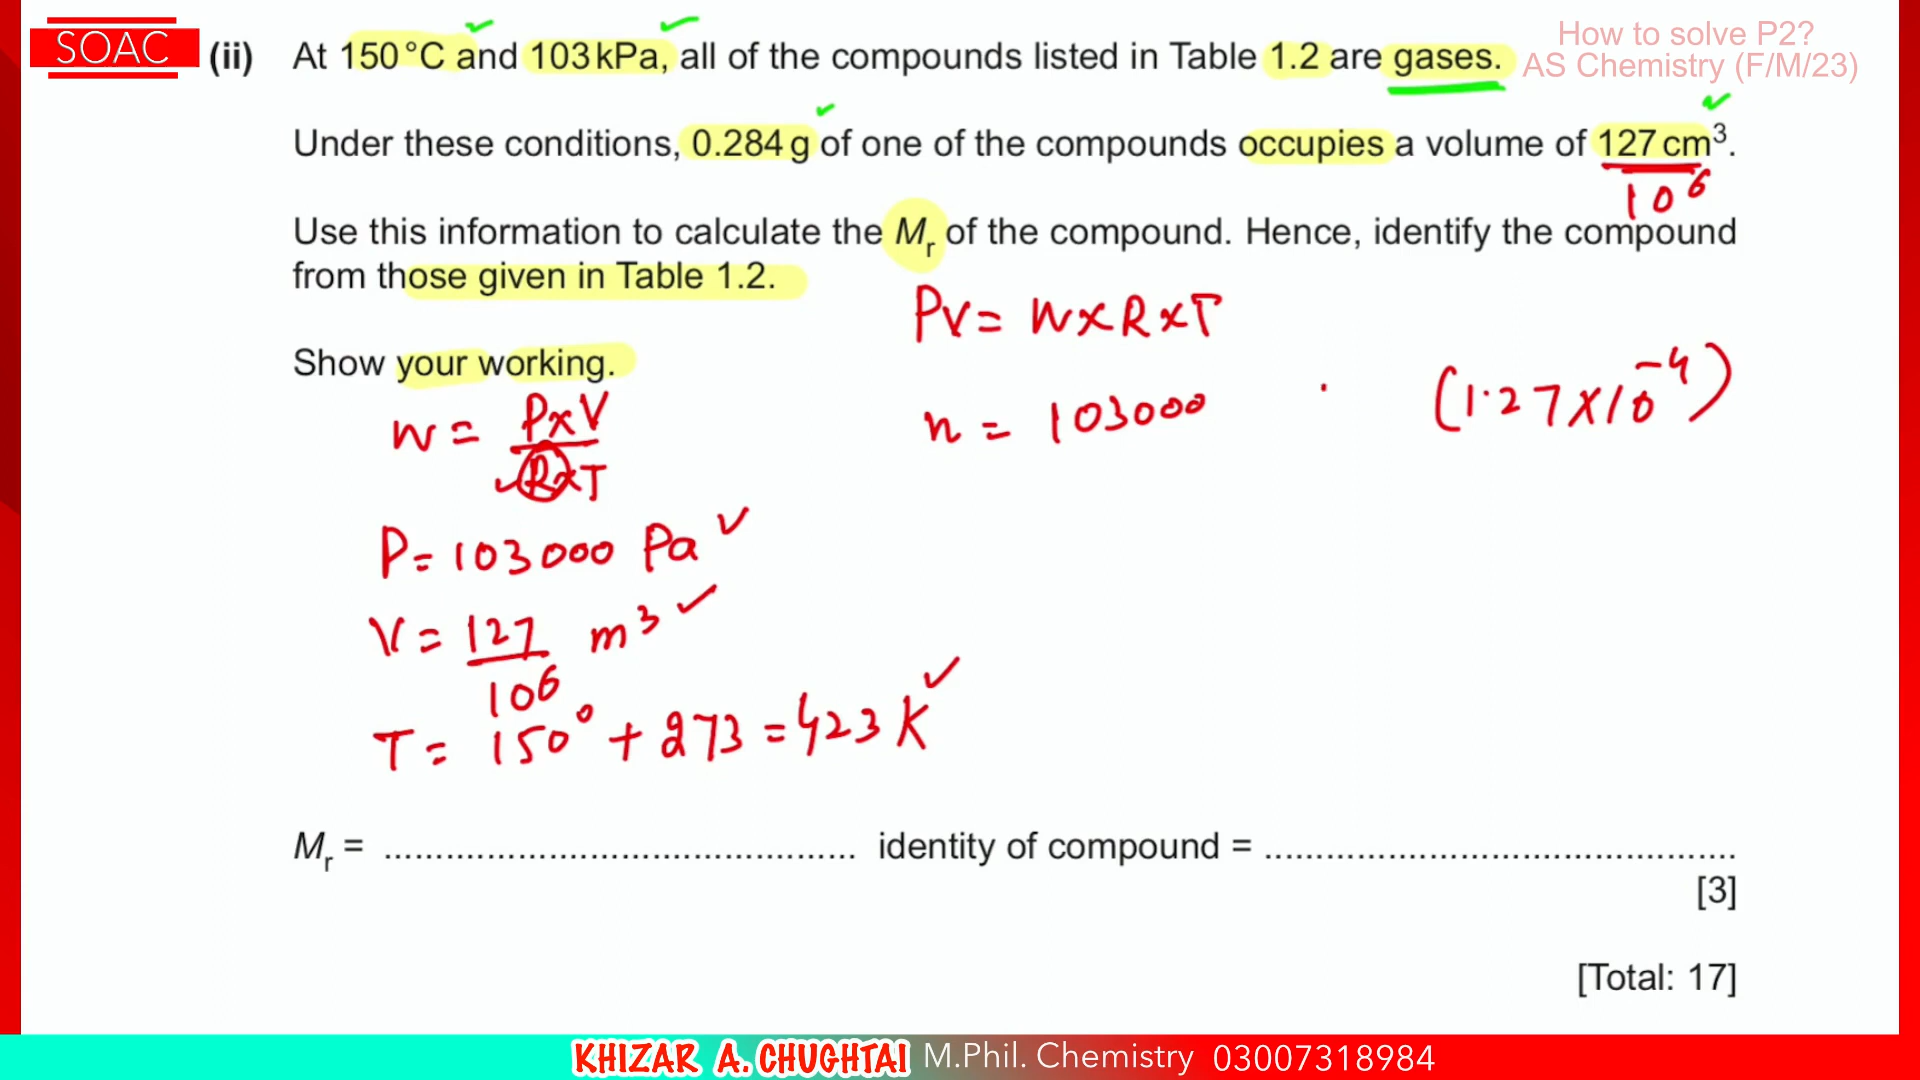 SOAC
How to solve P2?
AS Chemistry (F/M/23)
(ii) At 150 °C and 103 kPa, all of the compounds listed in Table 1.2 are gases.
Under these conditions, 0.284 g of one of the compounds occupies a volume of 127 cm³.
10⁶
Use this information to calculate the Mᵣ of the compound. Hence, identify the compound
from those given in Table 1.2.
PV = n x R x T
Show your working.
n = P x V
R x T
n = 103000 (1.27 x 10⁻⁴)
P = 103000 Pa
V = 127 m³
10⁶
T = 150° + 273 = 423 K
Mᵣ = ............................................. identity of compound = .............................................
[3]
[Total: 17]
KHIZAR A. CHUGHTAI M.Phil. Chemistry 03007318984